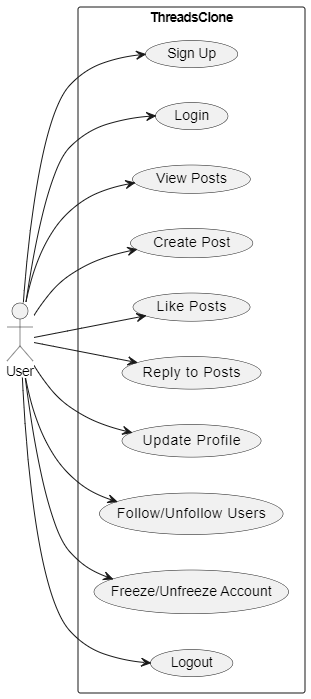 ThreadsClone
Sign Up
Login
View Posts
Create Post
Like Posts
User
Reply to Posts
Update Profile
Follow/Unfollow Users
Freeze/Unfreeze Account
Logout